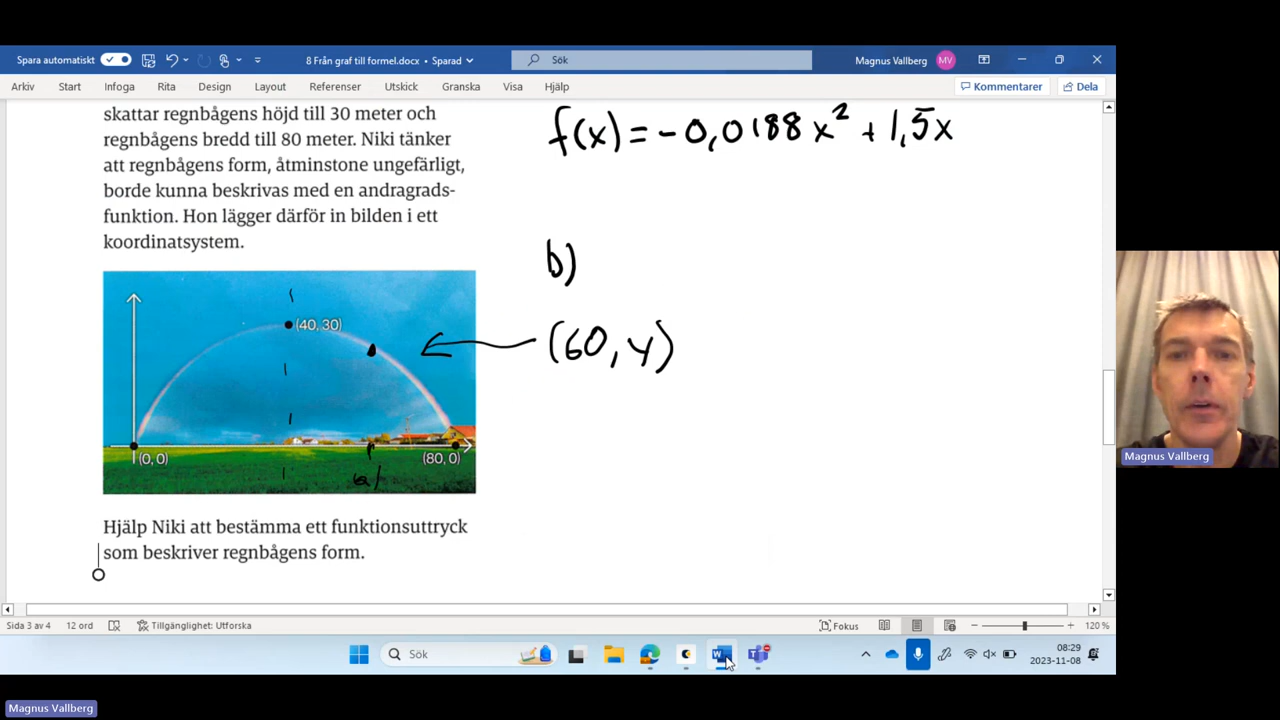 Spara automatiskt
8 Från graf till formel.docx • Sparad
Sök
Magnus Vallberg
MV
Arkiv
Start
Infoga
Rita
Design
Layout
Referenser
Utskick
Granska
Visa
Hjälp
Kommentarer
Dela
skattar regnbågens höjd till 30 meter och
regnbågens bredd till 80 meter. Niki tänker
att regnbågens form, åtminstone ungefärligt,
borde kunna beskrivas med en andragrads-
funktion. Hon lägger därför in bilden i ett
koordinatsystem.
(40, 30)
(0, 0)
(80, 0)
Hjälp Niki att bestämma ett funktionsuttryck
som beskriver regnbågens form.
f(x) = -0,0188x² + 1,5x
b)
(60, y)
Magnus Vallberg
Sida 3 av 4
12 ord
Tillgänglighet: Utforska
Fokus
120 %
Sök
08:29
2023-11-08
Magnus Vallberg